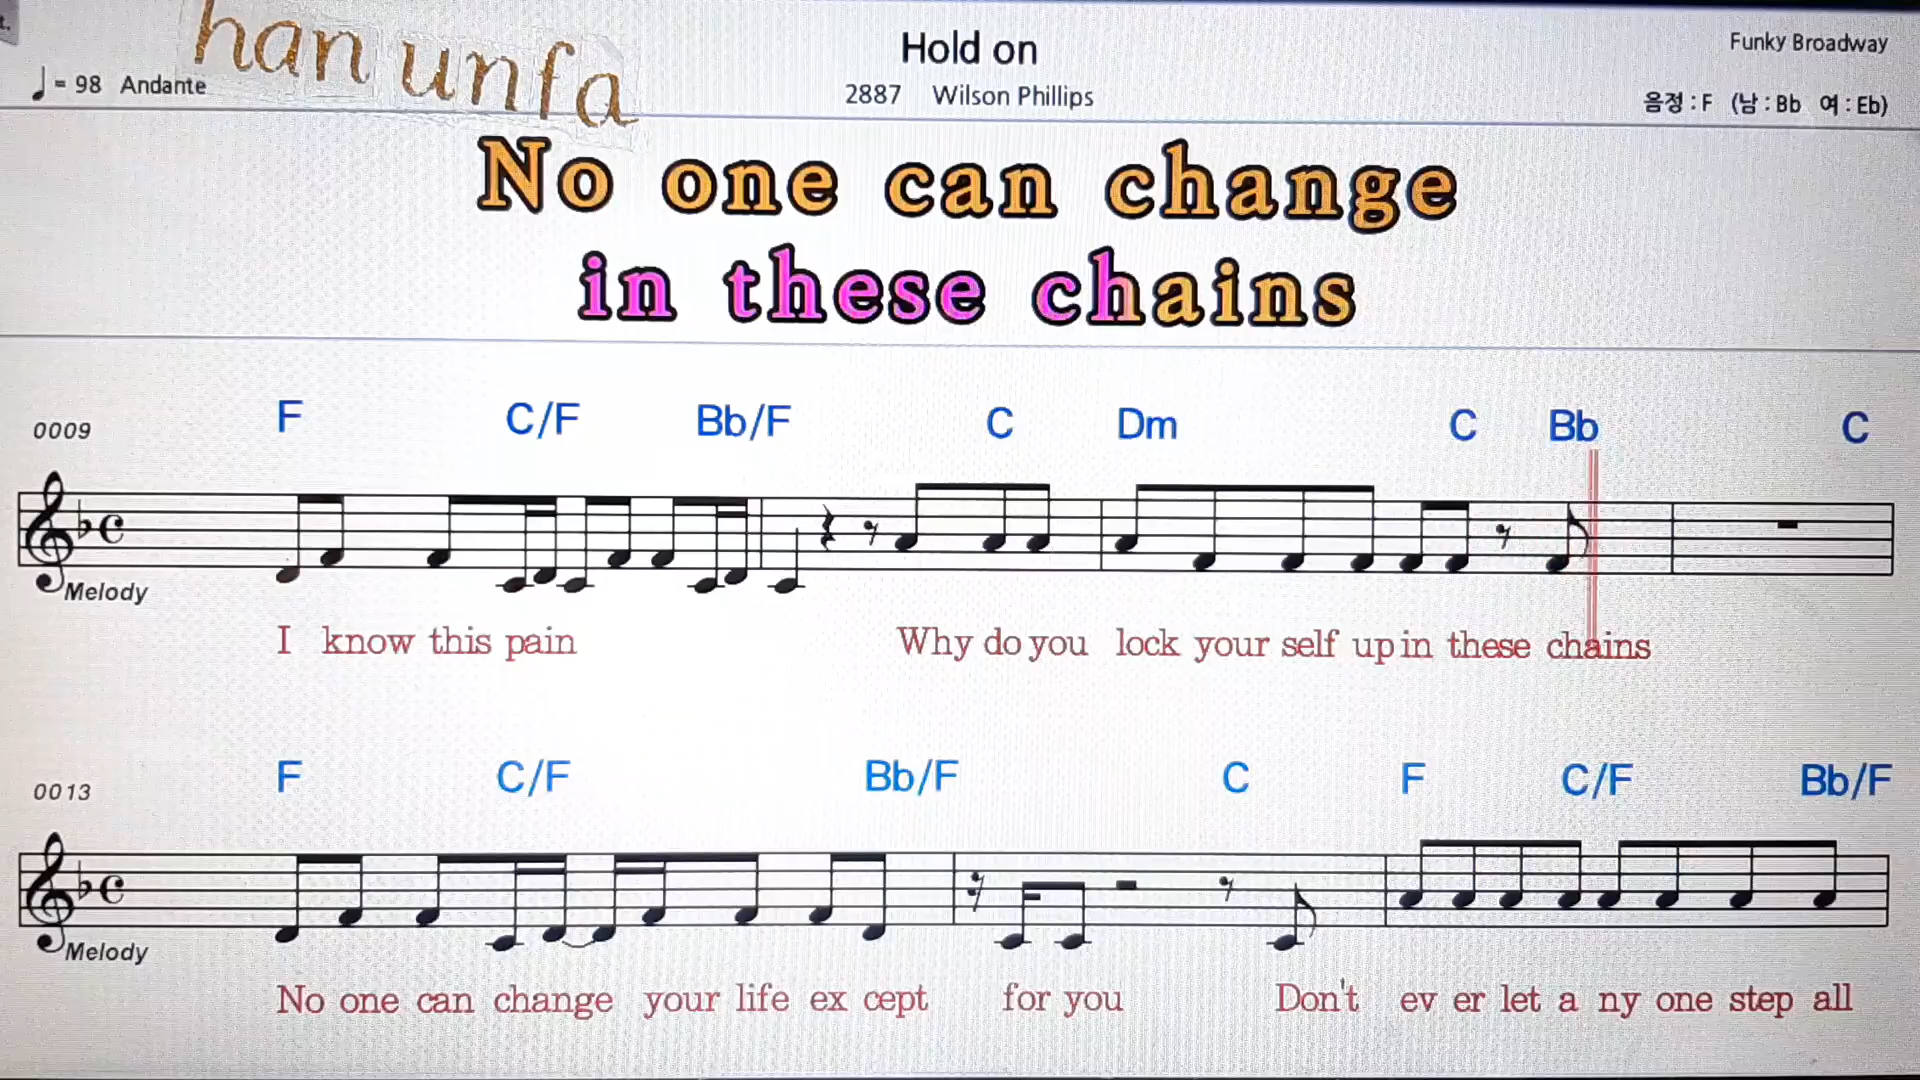 han unfa
Hold on
Funky Broadway
= 98 Andante
2887 Wilson Phillips
음정 : F (남 : Bb 여 : Eb)
No one can change
in these chains
F C/F Bb/F C Dm C Bb C
0009
Melody
I know this pain Why do you lock your self up in these chains
F C/F Bb/F C F C/F Bb/F
0013
Melody
No one can change your life ex cept for you Don't ev er let a ny one step all